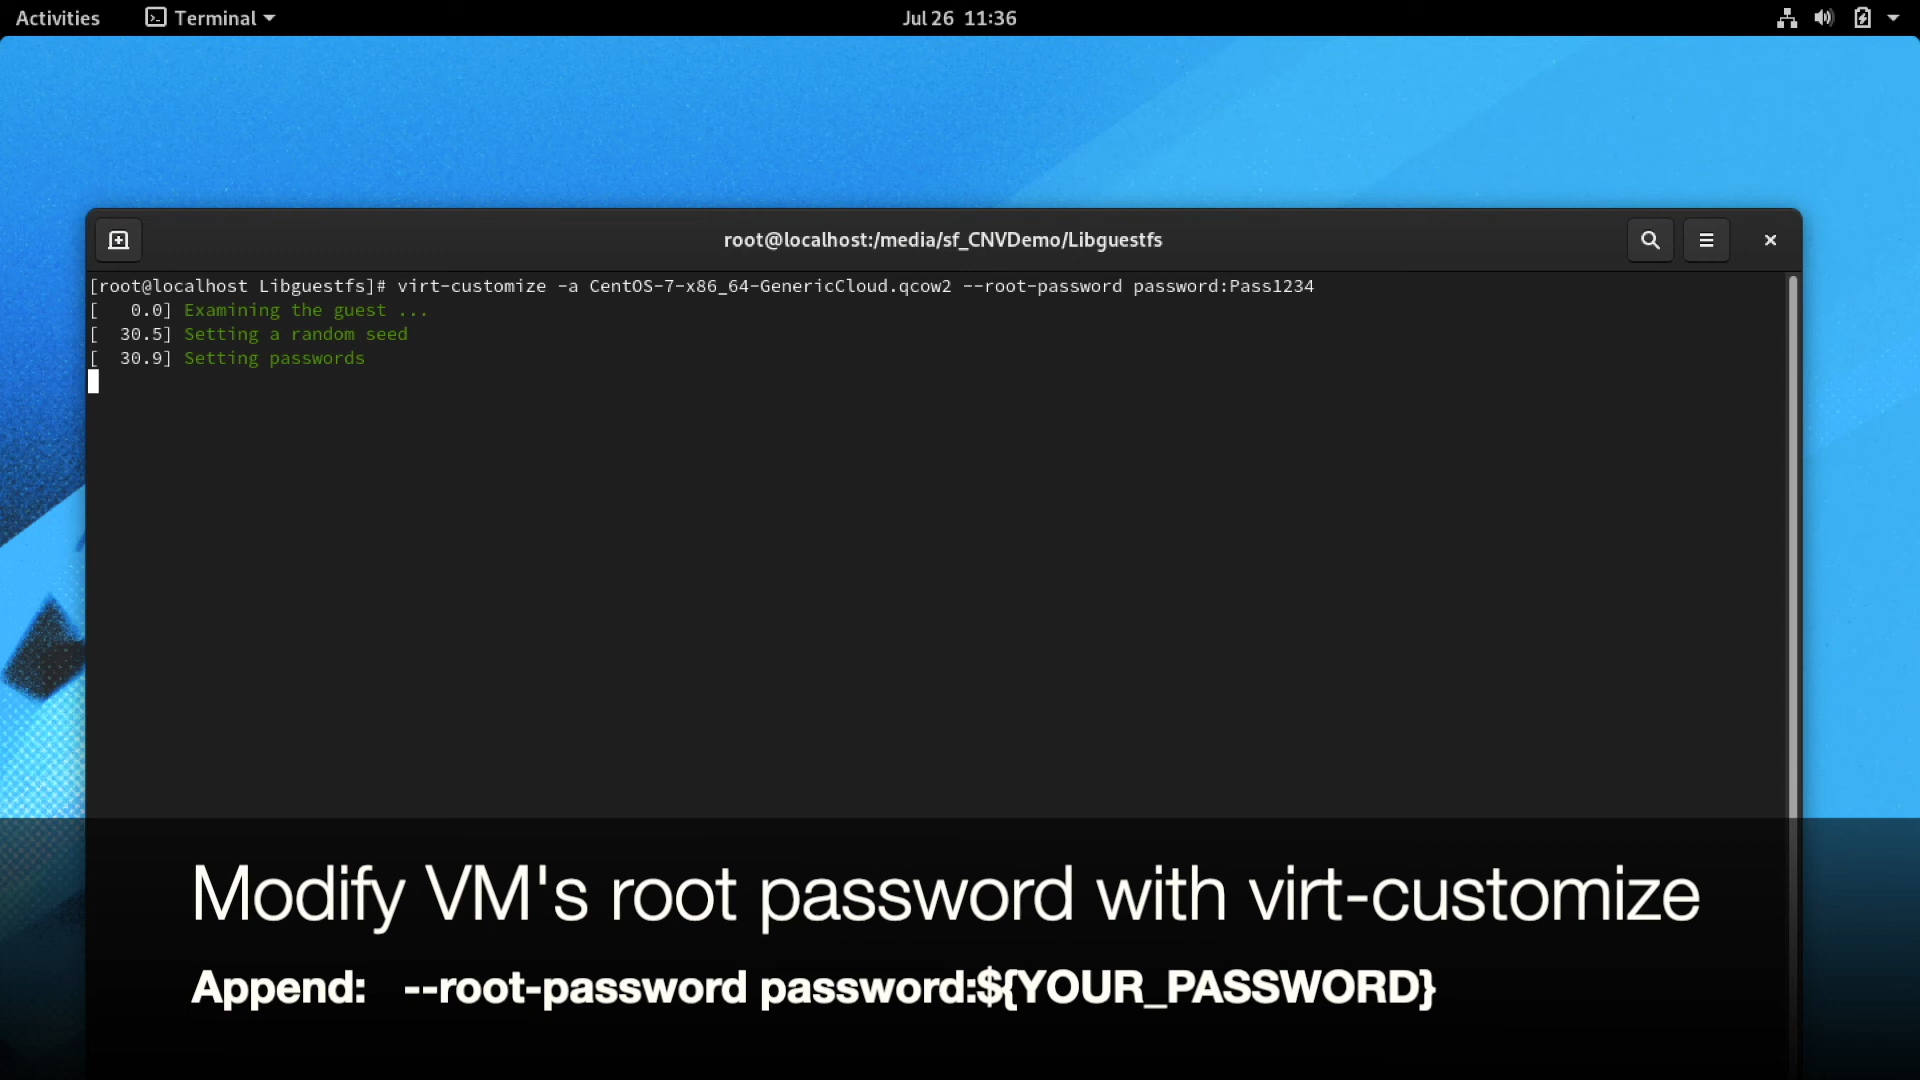 Activities Terminal Jul 26 11:36
root@localhost:/media/sf_CNVDemo/Libguestfs
[root@localhost Libguestfs]# virt-customize -a CentOS-7-x86_64-GenericCloud.qcow2 --root-password password:Pass1234
[   0.0] Examining the guest ...
[  30.5] Setting a random seed
[  30.9] Setting passwords
Modify VM's root password with virt-customize
Append: --root-password password:${YOUR_PASSWORD}